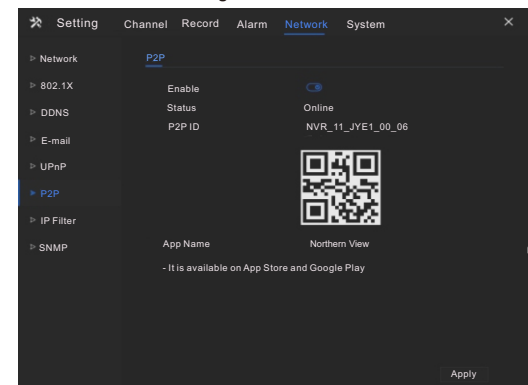 Setting Channel Record Alarm Network System
Network
802.1X
DDNS
E-mail
UPnP
P2P
IP Filter
SNMP
P2P
Enable
Status Online
P2P ID NVR_11_JYE1_00_06
App Name Northern View
- It is available on App Store and Google Play
Apply